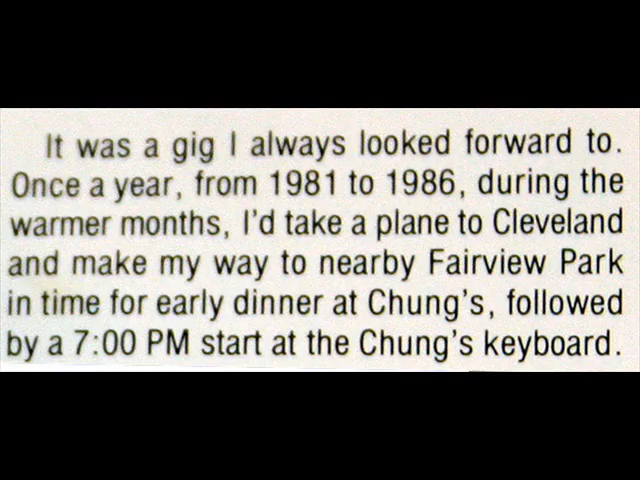 It was a gig I always looked forward to.
Once a year, from 1981 to 1986, during the
warmer months, I'd take a plane to Cleveland
and make my way to nearby Fairview Park
in time for early dinner at Chung's, followed
by a 7:00 PM start at the Chung's keyboard.